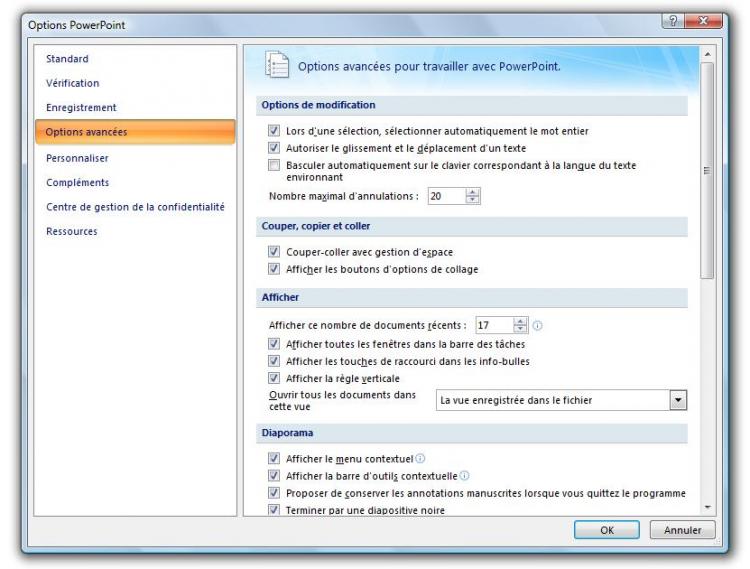 Options PowerPoint
Standard
Vérification
Enregistrement
Options avancées
Personnaliser
Compléments
Centre de gestion de la confidentialité
Ressources
Options avancées pour travailler avec PowerPoint.
Options de modification
Lors d'une sélection, sélectionner automatiquement le mot entier
Autoriser le glissement et le déplacement d'un texte
Basculer automatiquement sur le clavier correspondant à la langue du texte
environnant
Nombre maximal d'annulations : 20
Couper, copier et coller
Couper-coller avec gestion d'espace
Afficher les boutons d'options de collage
Afficher
Afficher ce nombre de documents récents : 17
Afficher toutes les fenêtres dans la barre des tâches
Afficher les touches de raccourci dans les info-bulles
Afficher la règle verticale
Ouvrir tous les documents dans
cette vue
La vue enregistrée dans le fichier
Diaporama
Afficher le menu contextuel
Afficher la barre d'outils contextuelle
Proposer de conserver les annotations manuscrites lorsque vous quittez le programme
Terminer par une diapositive noire
OK
Annuler